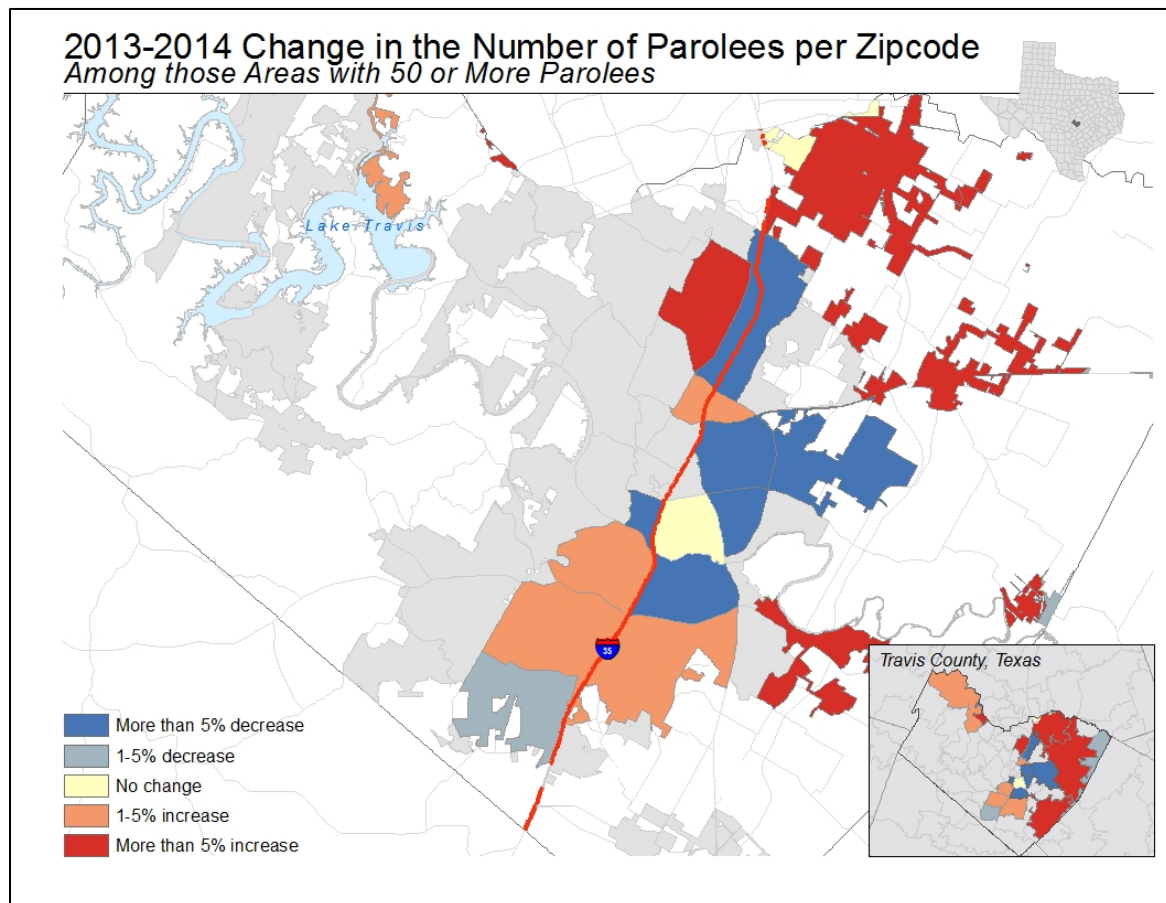 2013-2014 Change in the Number of Parolees per Zipcode
Among those Areas with 50 or More Parolees
Lake Travis
35
Travis County, Texas
More than 5% decrease
1-5% decrease
No change
1-5% increase
More than 5% increase